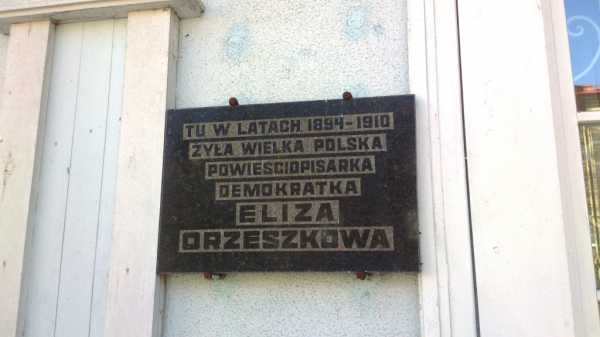 TU W LATACH 1894-1910
ŻYŁA WIELKA POLSKA
POWIEŚCIOPISARKA
DEMOKRATKA
ELIZA
ORZESZKOWA